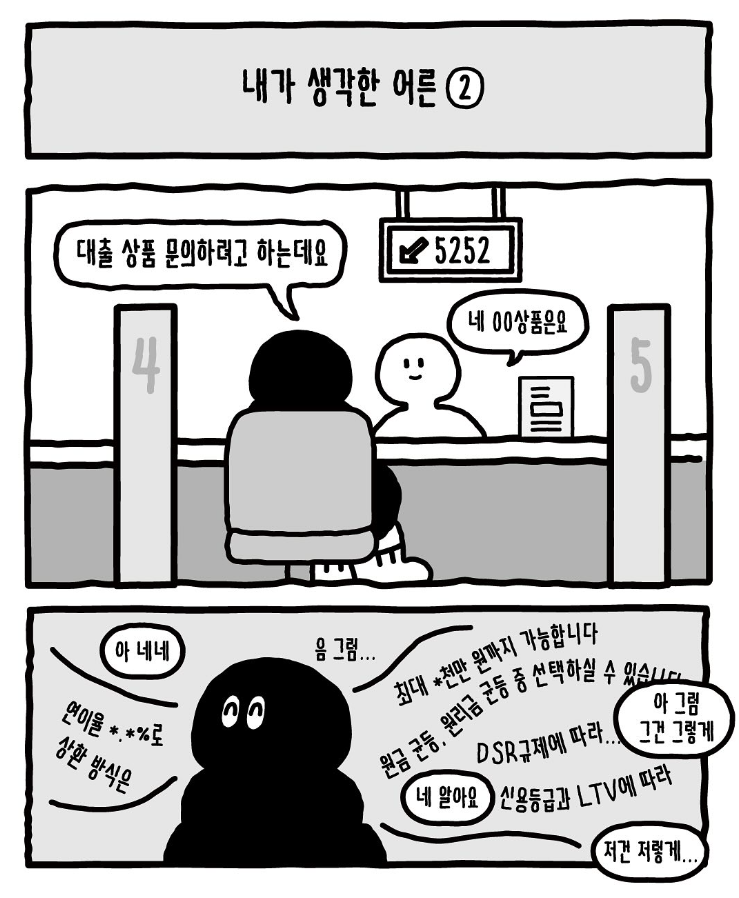 내가 생각한 어른 ②
대출 상품 문의하려고 하는데요
5252
네 00상품은요
4
5
아 네네
음 그럼...
최대 *천만 원까지 가능합니다
원금 균등, 원리금 균등 중 선택하실 수 있습니다
연이율 *.*%로
상환 방식은
아 그럼
그건 그렇게
DSR규제에 따라...
네 알아요
신용등급과 LTV에 따라
저건 저렇게...